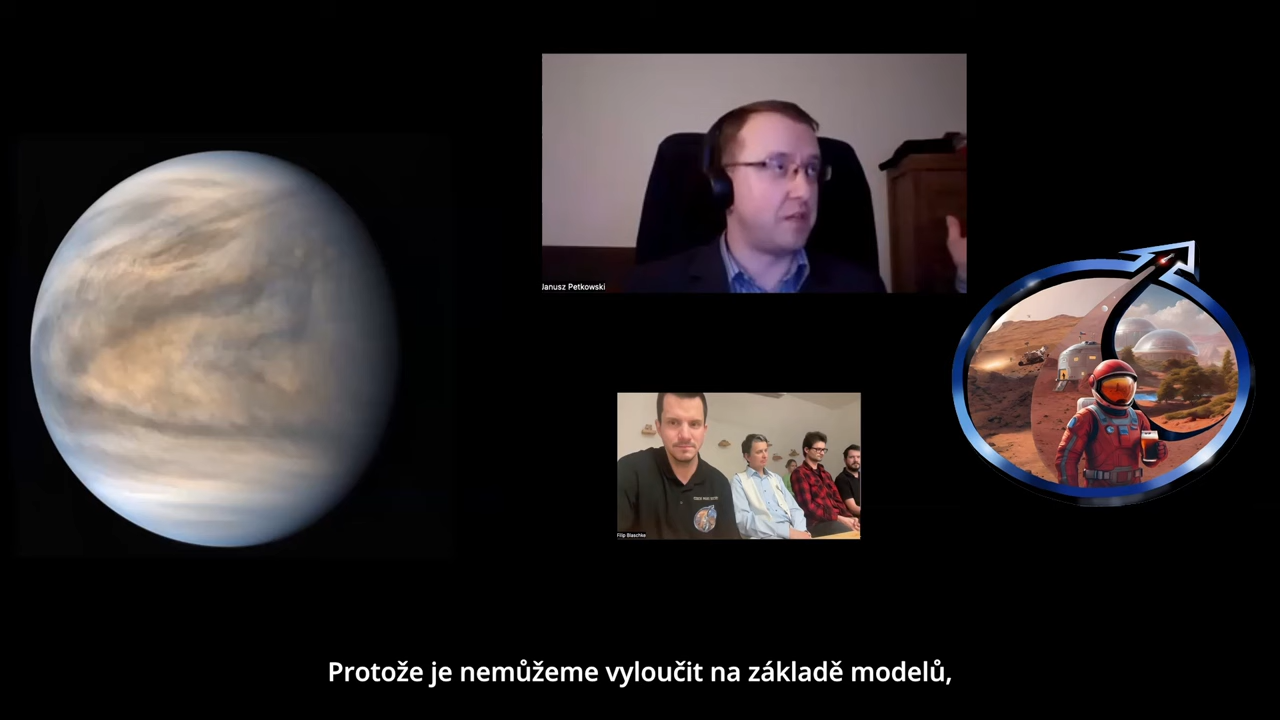 Janusz Petkowski
Filip Blaschke
Protože je nemůžeme vyloučit na základě modelů,